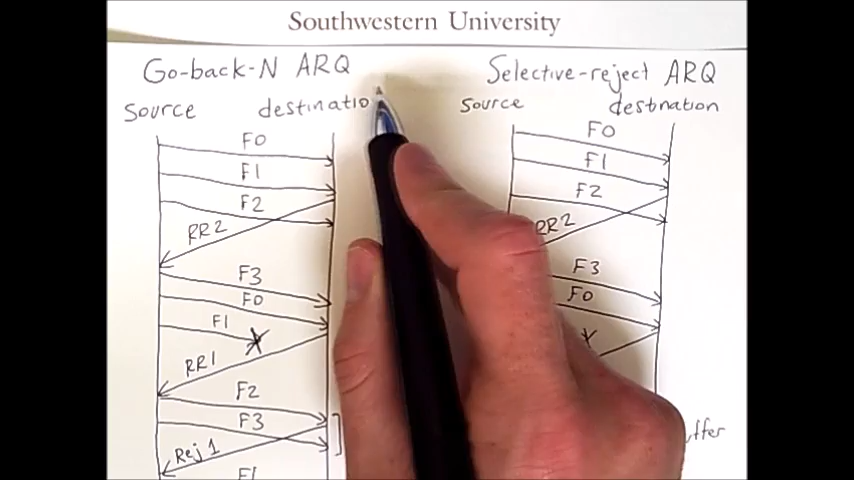 Southwestern University
Go-back-N ARQ
Source destinatio
F0
F1
F2
RR2
F3
F0
F1
RR1
F2
F3
Rej 1
F1
Selective-reject ARQ
Source destination
F0
F1
F2
RR2
F3
F0
uffer